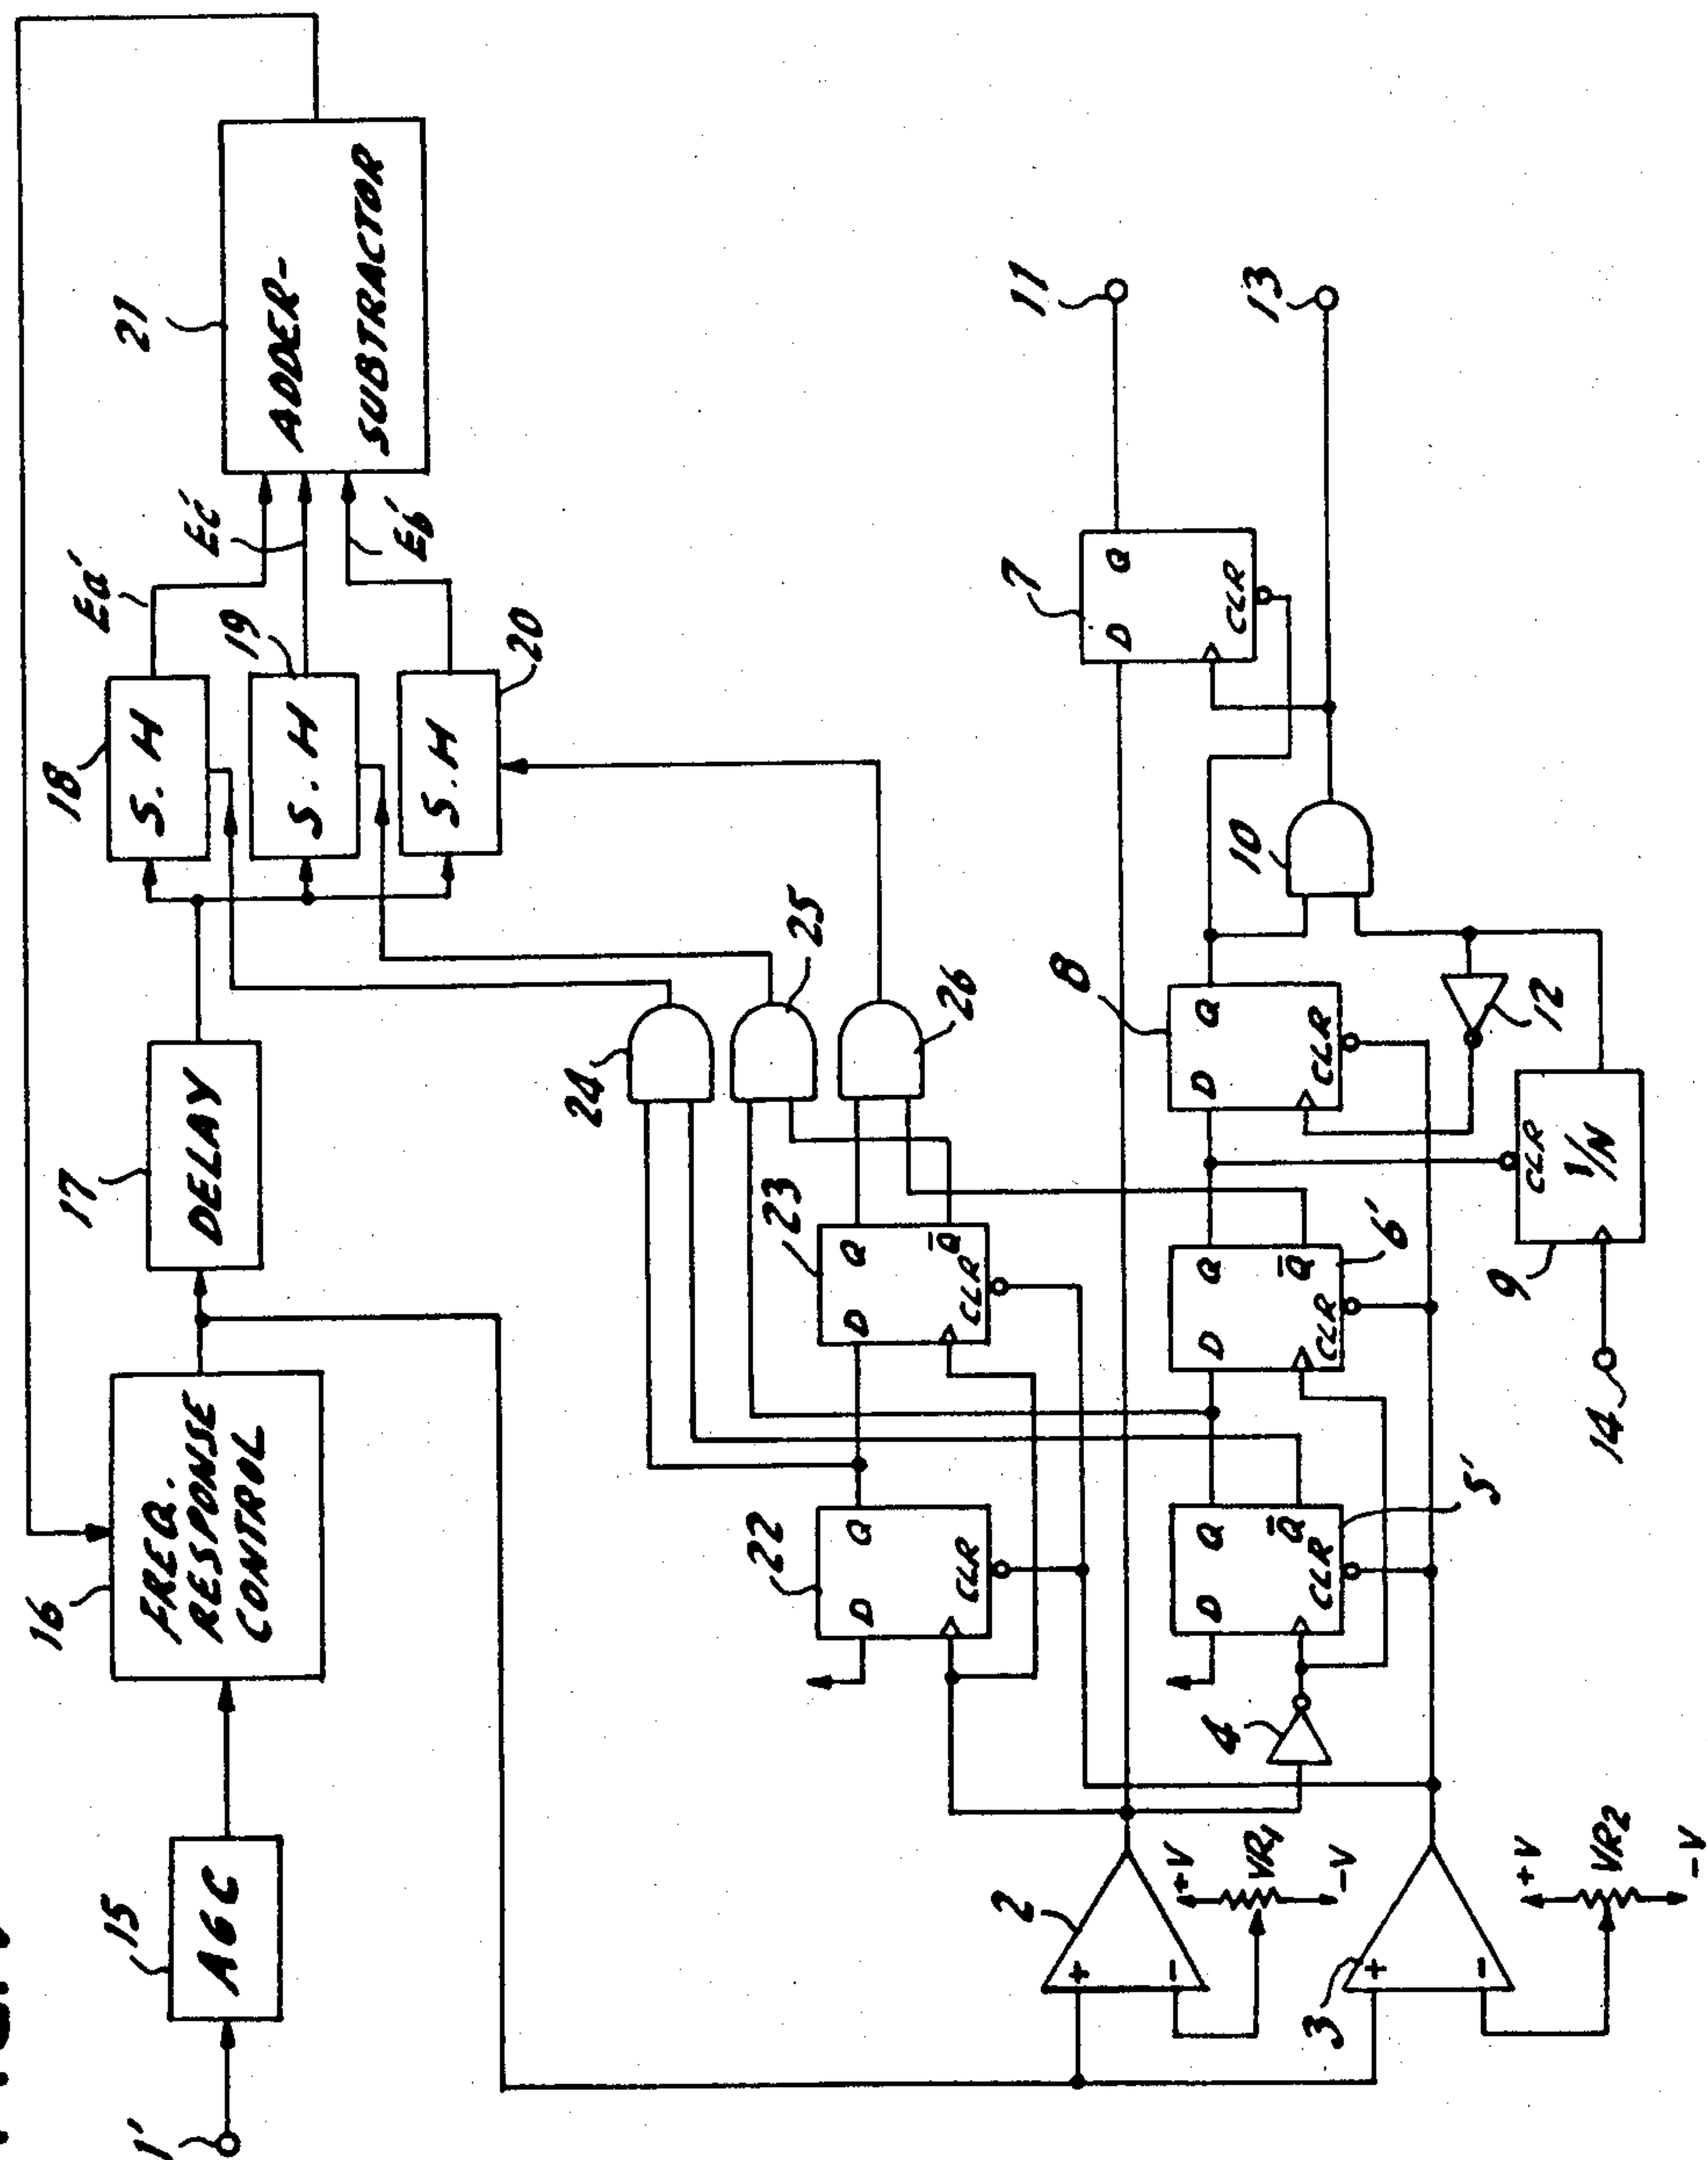 1'
15
AGC
16
FREQ.
RESPONSE
CONTROL
17
DELAY
18
S. H
19
S. H
20
S. H
Ea'
Ec'
Eb'
21
ADDER-
SUBTRACTOR
22
D
Q
CLR
23
D
Q
Q̅
CLR
24
25
26
2
+
-
+V
VR1
-V
3
+
-
+V
VR2
-V
4
5'
D
Q
Q̅
CLR
6'
D
Q
Q̅
CLR
8
D
Q
CLR
7
D
Q
CLR
9
CLR
1/N
10
11
12
13
14